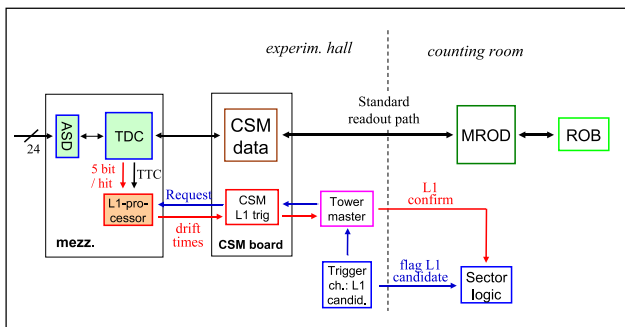 experim. hall
counting room
Standard
readout path
24
ASD
TDC
CSM
data
MROD
ROB
5 bit
/ hit
TTC
L1-pro-
cessor
mezz.
Request
drift
times
CSM
L1 trig
CSM board
Tower
master
L1
confirm
Trigger
ch.: L1
candid.
flag L1
candidate
Sector
logic